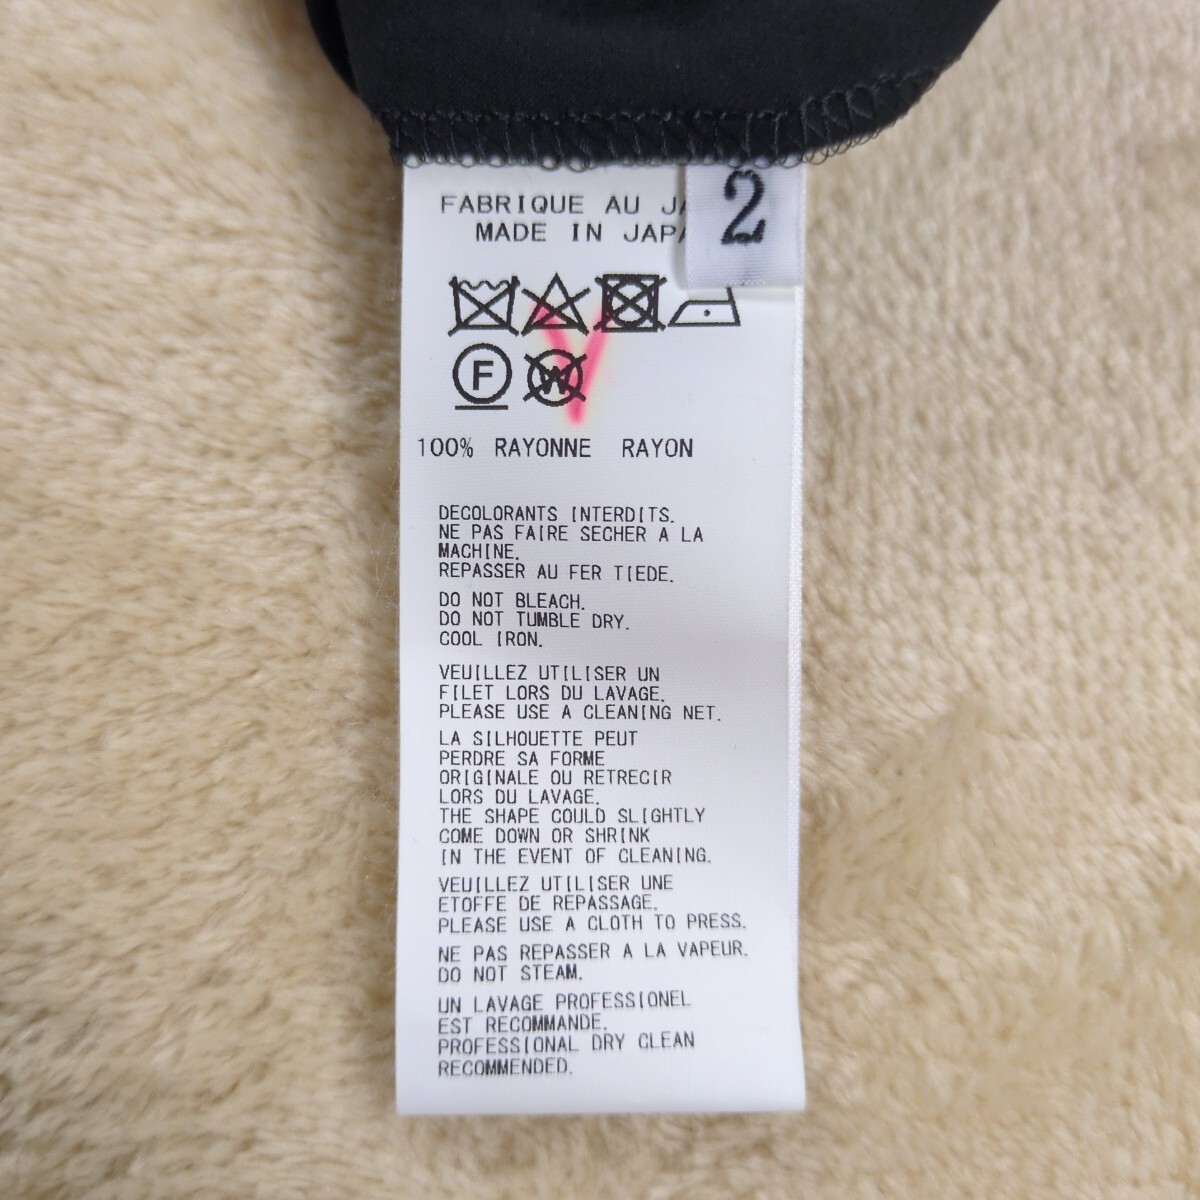 FABRIQUE AU
2
MADE IN
F
W
100% RAYONNE RAYON
DECOLORANTS INTERDITS.
NE PAS FAIRE SECHER A LA
MACHINE.
REPASSER AU FER TIEDE.
DO NOT BLEACH.
DO NOT TUMBLE DRY.
COOL IRON.
VEUILLEZ UTILISER UN
FILET LORS DU LAVAGE.
PLEASE USE A CLEANING NET.
LA SILHOUETTE PEUT
PERDRE SA FORME
ORIGINALE OU RETRECIR
LORS DU LAVAGE.
THE SHAPE COULD SLIGHTLY
COME DOWN OR SHRINK
IN THE EVENT OF CLEANING.
VEUILLEZ UTILISER UNE
ETOFFE DE REPASSAGE.
PLEASE USE A CLOTH TO PRESS.
NE PAS REPASSER A LA VAPEUR.
DO NOT STEAM.
UN LAVAGE PROFESSIONEL
EST RECOMMANDE.
PROFESSIONAL DRY CLEAN
RECOMMENDED.